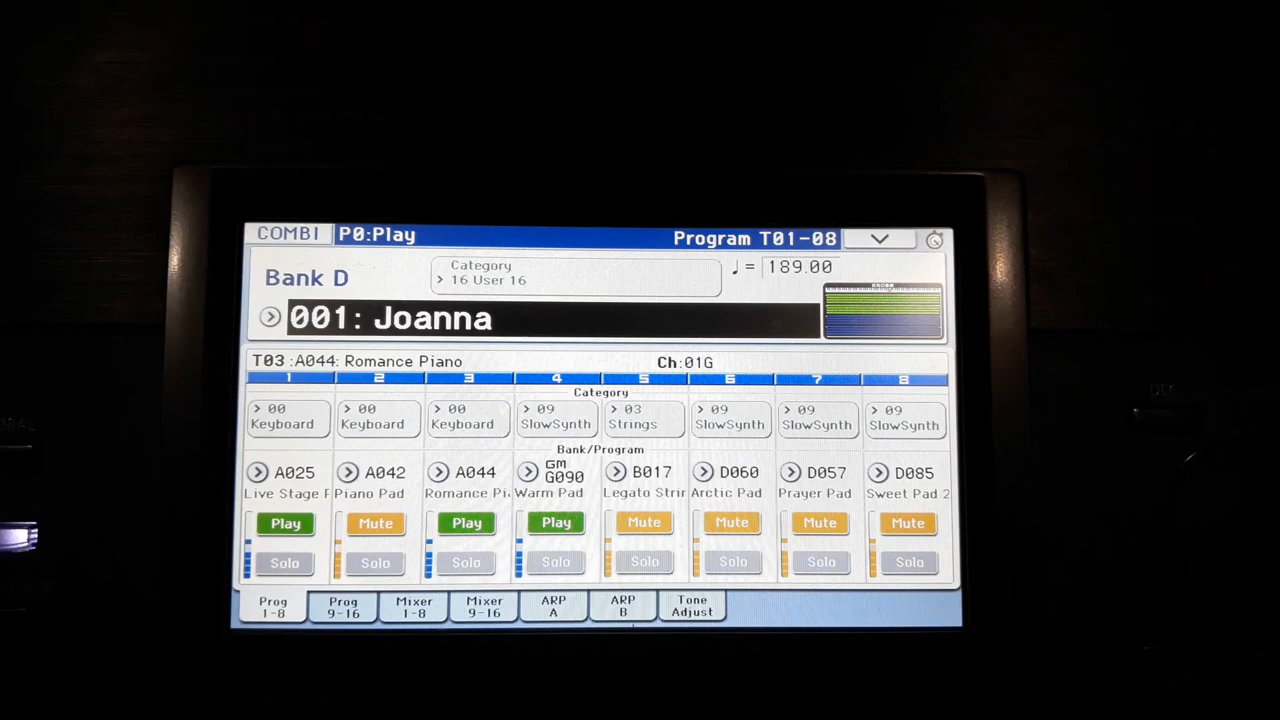 COMBI P0:Play Program T01-08
Bank D
Category
16 User 16
♩= 189.00
KROSS
001: Joanna
T03 :A044: Romance Piano Ch:01G
1 2 3 4 5 6 7 8
Category
00 Keyboard
00 Keyboard
00 Keyboard
09 SlowSynth
03 Strings
09 SlowSynth
09 SlowSynth
09 SlowSynth
Bank/Program
A025 A042 A044 GM G090 B017 D060 D057 D085
Live Stage P Piano Pad Romance Pi Warm Pad Legato Strin Arctic Pad Prayer Pad Sweet Pad 2
Play Mute Play Play Mute Mute Mute Mute
Solo Solo Solo Solo Solo Solo Solo Solo
Prog 1-8
Prog 9-16
Mixer 1-8
Mixer 9-16
ARP A
ARP B
Tone Adjust